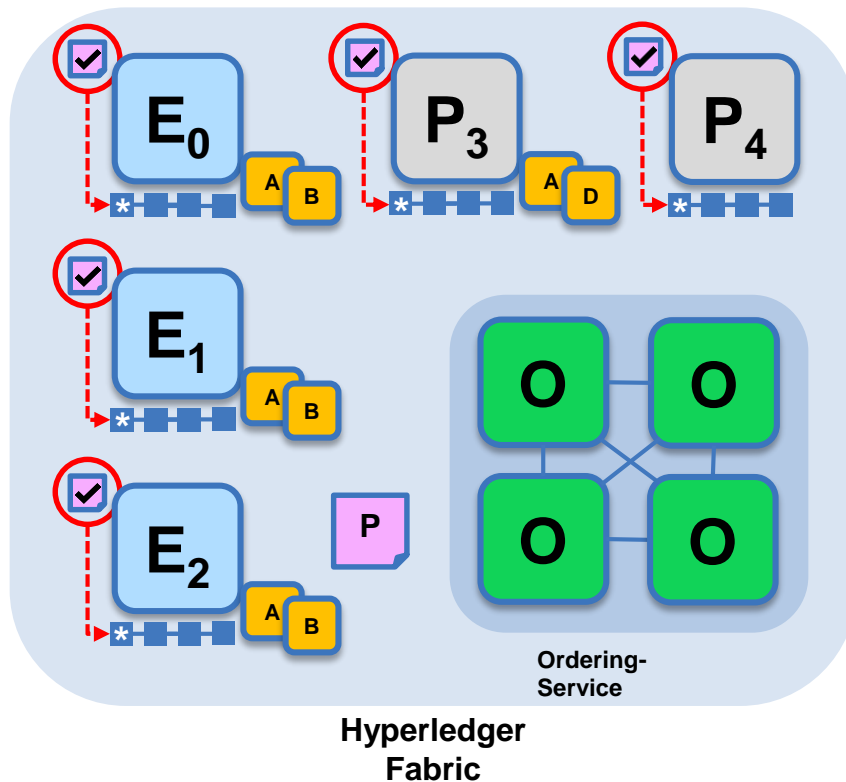 E₀
P₃
P₄
A
B
*
A
D
*
*
E₁
A
B
*
O
O
E₂
P
O
O
A
B
*
Ordering-
Service
Hyperledger
Fabric